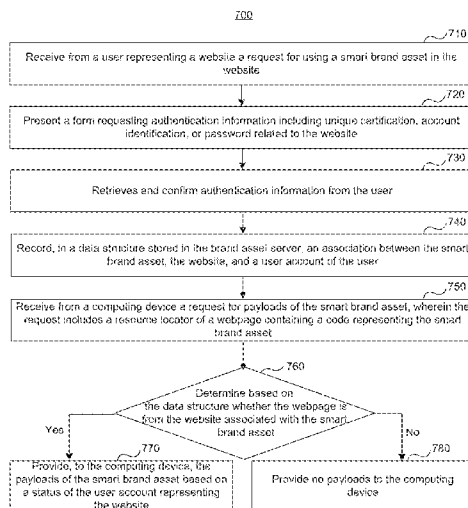 700
710
Receive from a user representing a website a request for using a smart brand asset in the
website
720
Present a form requesting authentication information including unique certification, account
identification, or password related to the website
730
Retrieves and confirm authentication information from the user
740
Record, in a data structure stored in the brand asset server, an association between the smart
brand asset, the website, and a user account of the user
750
Receive from a computing device a request for payloads of the smart brand asset, wherein the
request includes a resource locator of a webpage containing a code representing the smart
brand asset
760
Determine based on
the data structure whether the webpage is
from the website associated with the smart
brand asset
Yes
No
770
Provide, to the computing device, the
payloads of the smart brand asset based on
a status of the user account representing
the website
780
Provide no payloads to the computing
device